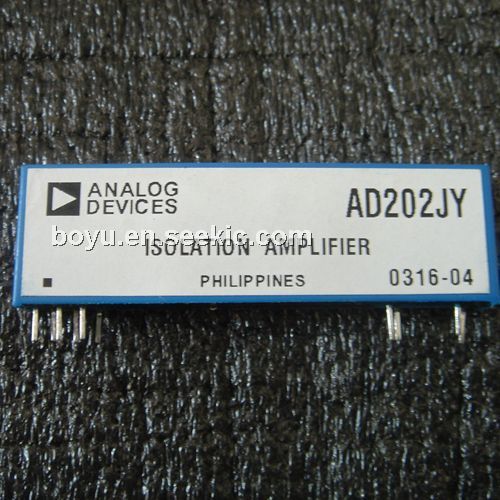 ANALOG
DEVICES
AD202JY
boyu.en.seekic.com
ISOLATION AMPLIFIER
PHILIPPINES
0316-04